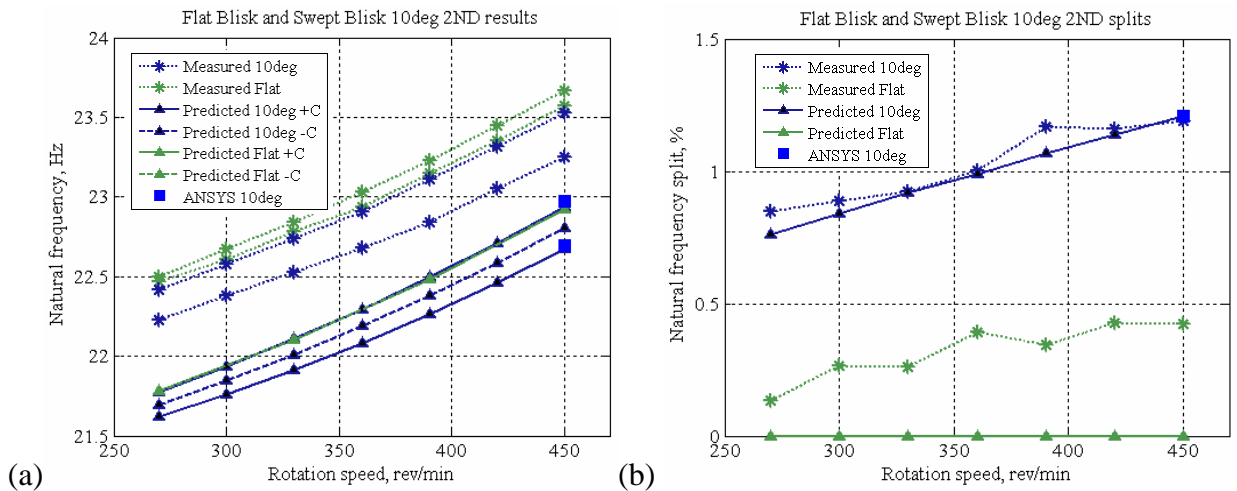 Flat Blisk and Swept Blisk 10deg 2ND results
24
23.5
23
22.5
22
21.5
Natural frequency, Hz
Measured 10deg
Measured Flat
Predicted 10deg +C
Predicted 10deg -C
Predicted Flat +C
Predicted Flat -C
ANSYS 10deg
250 300 350 400 450
Rotation speed, rew/min
(a)
Flat Blisk and Swept Blisk 10deg 2ND splits
1.5
1
0.5
0
Natural frequency split, %
Measured 10deg
Measured Flat
Predicted 10deg
Predicted Flat
ANSYS 10deg
250 300 350 400 450
Rotation speed, rew/min
(b)